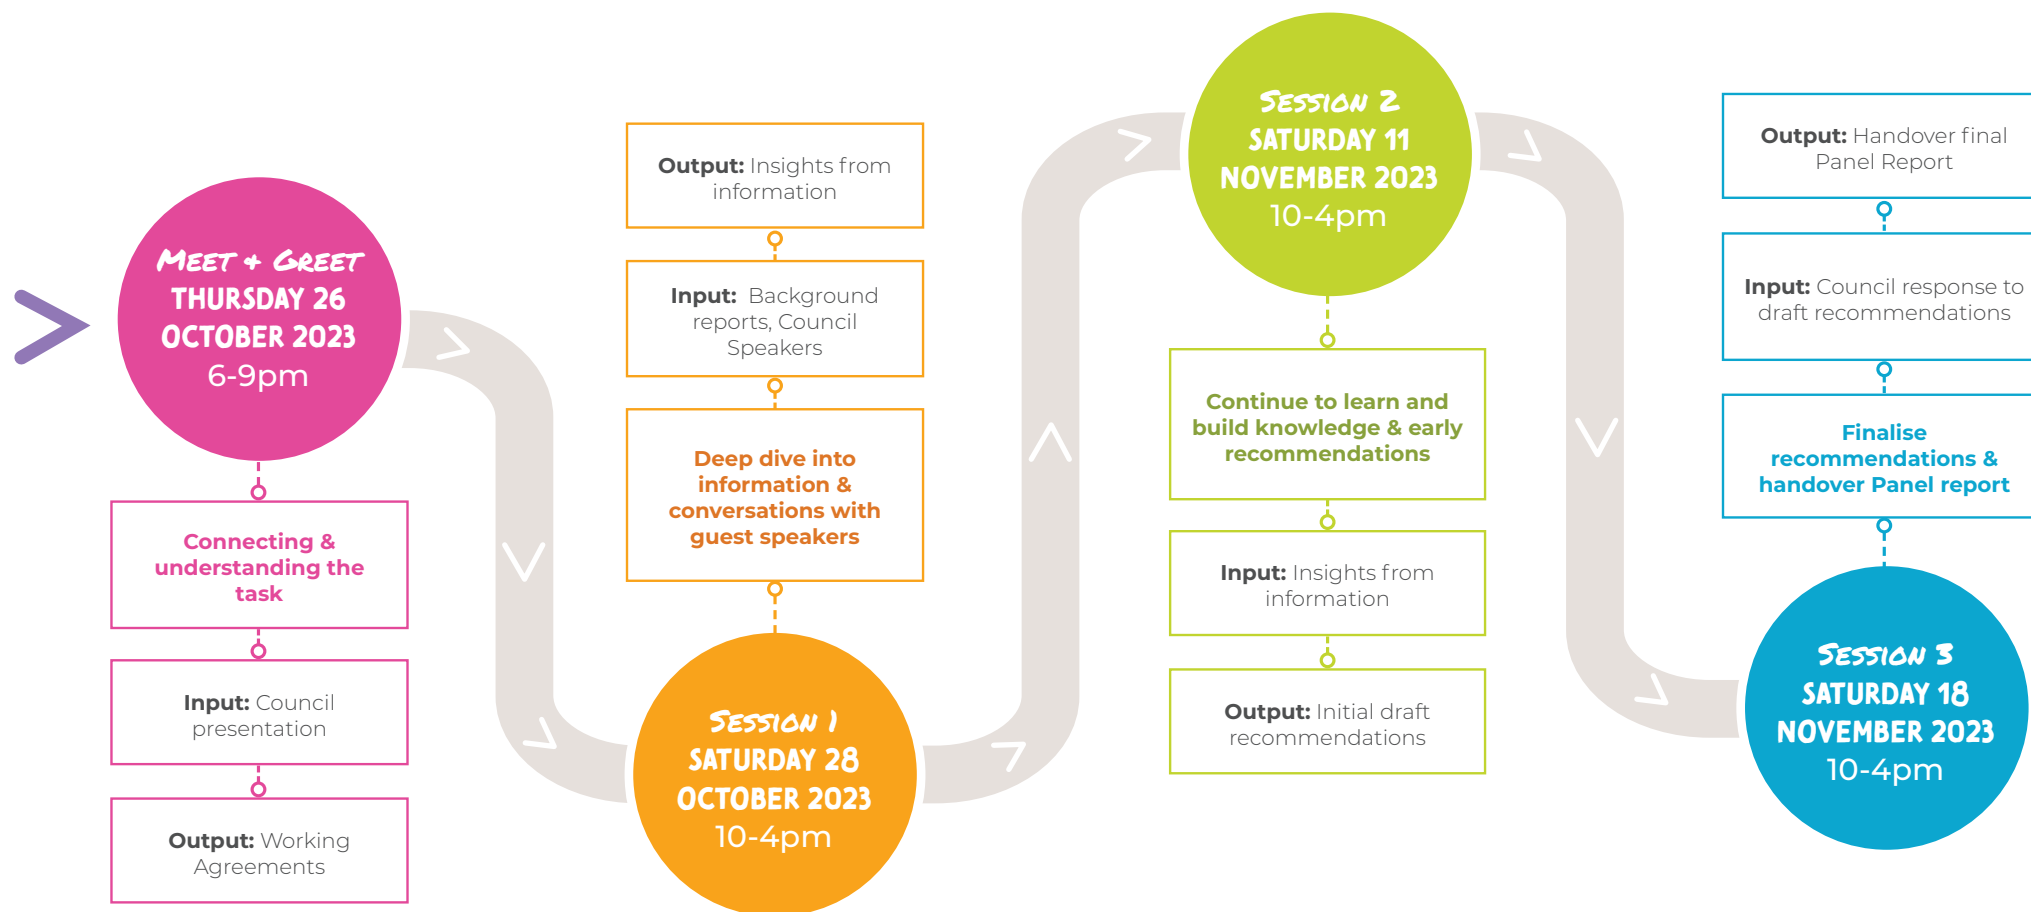 MEET + GREET
THURSDAY 26
OCTOBER 2023
6-9pm
Connecting &
understanding the
task
Input: Council
presentation
Output: Working
Agreements
Output: Insights from
information
Input: Background
reports, Council
Speakers
Deep dive into
information &
conversations with
guest speakers
SESSION 1
SATURDAY 28
OCTOBER 2023
10-4pm
SESSION 2
SATURDAY 11
NOVEMBER 2023
10-4pm
Continue to learn and
build knowledge & early
recommendations
Input: Insights from
information
Output: Initial draft
recommendations
Output: Handover final
Panel Report
Input: Council response to
draft recommendations
Finalise
recommendations &
handover Panel report
SESSION 3
SATURDAY 18
NOVEMBER 2023
10-4pm